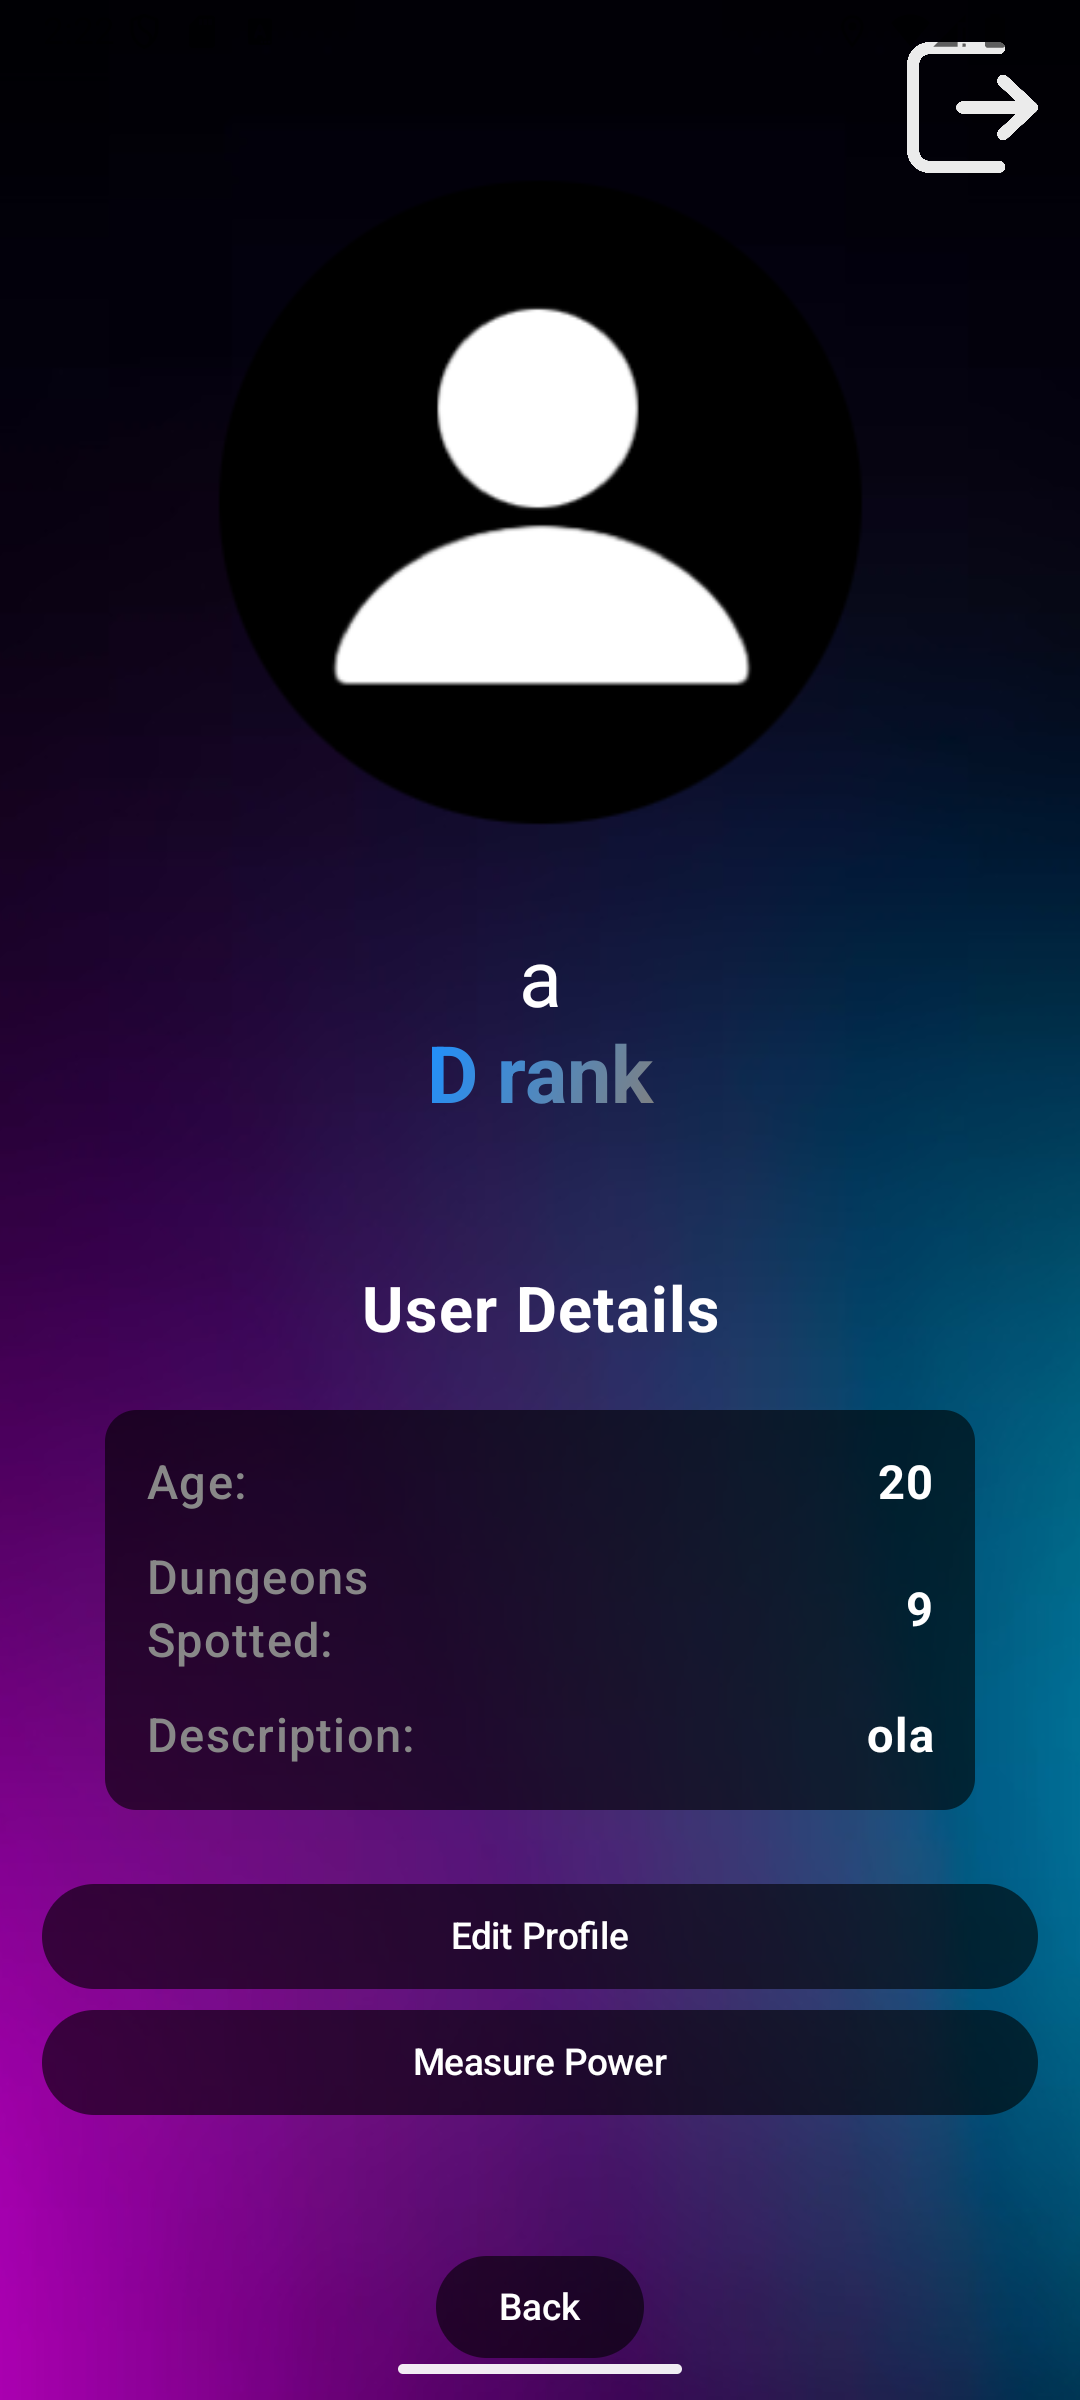 a
D rank
User Details
Age: 20
Dungeons
Spotted: 9
Description: ola
Edit Profile
Measure Power
Back